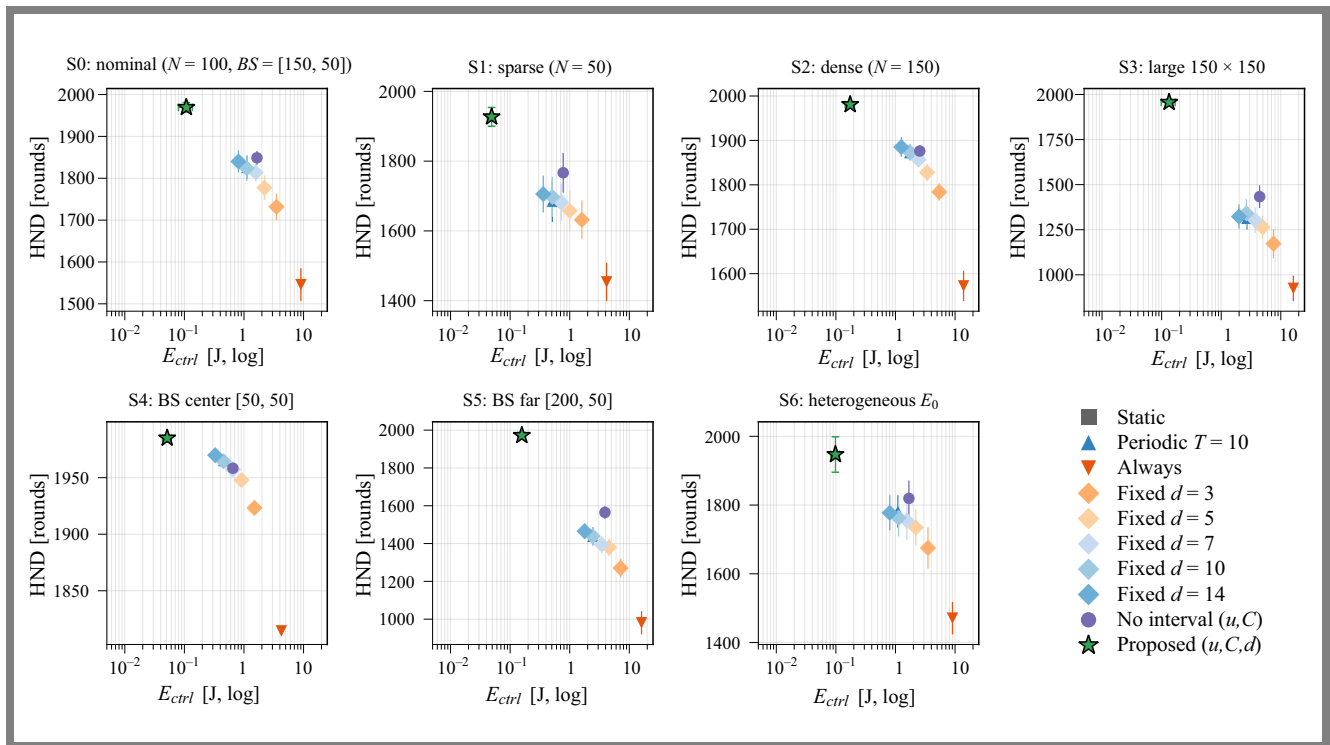 S0: nominal (N = 100, BS = [150, 50])
HND [rounds]
2000
1900
1800
1700
1600
1500
10⁻² 10⁻¹ 1 10
E_ctrl [J, log]
S1: sparse (N = 50)
HND [rounds]
2000
1800
1600
1400
10⁻² 10⁻¹ 1 10
E_ctrl [J, log]
S2: dense (N = 150)
HND [rounds]
2000
1900
1800
1700
1600
10⁻² 10⁻¹ 1 10
E_ctrl [J, log]
S3: large 150 × 150
HND [rounds]
2000
1750
1500
1250
1000
10⁻² 10⁻¹ 1 10
E_ctrl [J, log]
S4: BS center [50, 50]
HND [rounds]
1950
1900
1850
10⁻² 10⁻¹ 1 10
E_ctrl [J, log]
S5: BS far [200, 50]
HND [rounds]
2000
1800
1600
1400
1200
1000
10⁻² 10⁻¹ 1 10
E_ctrl [J, log]
S6: heterogeneous E₀
HND [rounds]
2000
1800
1600
1400
10⁻² 10⁻¹ 1 10
E_ctrl [J, log]
Static
Periodic T = 10
Always
Fixed d = 3
Fixed d = 5
Fixed d = 7
Fixed d = 10
Fixed d = 14
No interval (u,C)
Proposed (u,C,d)